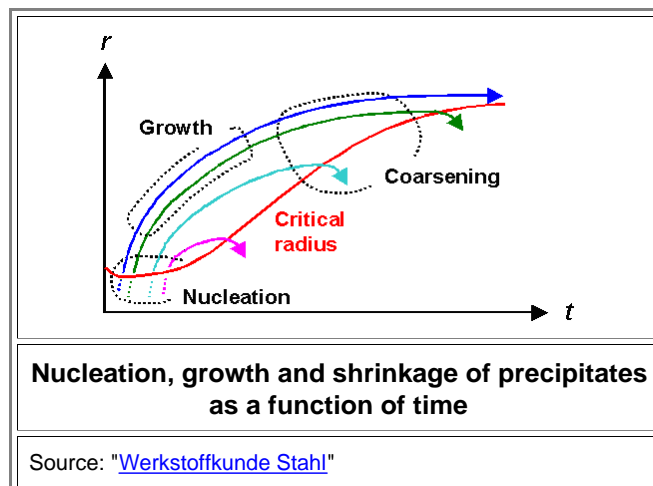 r
Growth
Coarsening
Critical
radius
Nucleation
t
Nucleation, growth and shrinkage of precipitates
as a function of time
Source: "Werkstoffkunde Stahl"